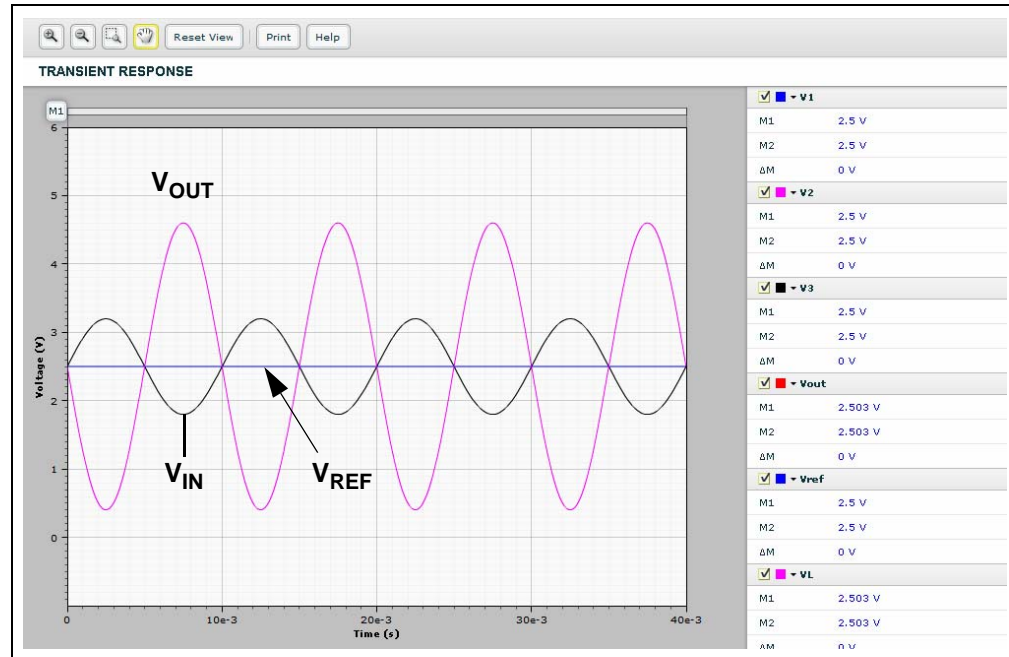 Reset View Print Help
TRANSIENT RESPONSE
M1
6
5
4
3
2
1
0
Voltage (V)
0 10e-3 20e-3 30e-3 40e-3
Time (s)
VOUT
VIN
VREF
V1
M1 2.5 V
M2 2.5 V
ΔM 0 V
V2
M1 2.5 V
M2 2.5 V
ΔM 0 V
V3
M1 2.5 V
M2 2.5 V
ΔM 0 V
Vout
M1 2.503 V
M2 2.503 V
ΔM 0 V
Vref
M1 2.5 V
M2 2.5 V
ΔM 0 V
VL
M1 2.503 V
M2 2.503 V
ΔM 0 V